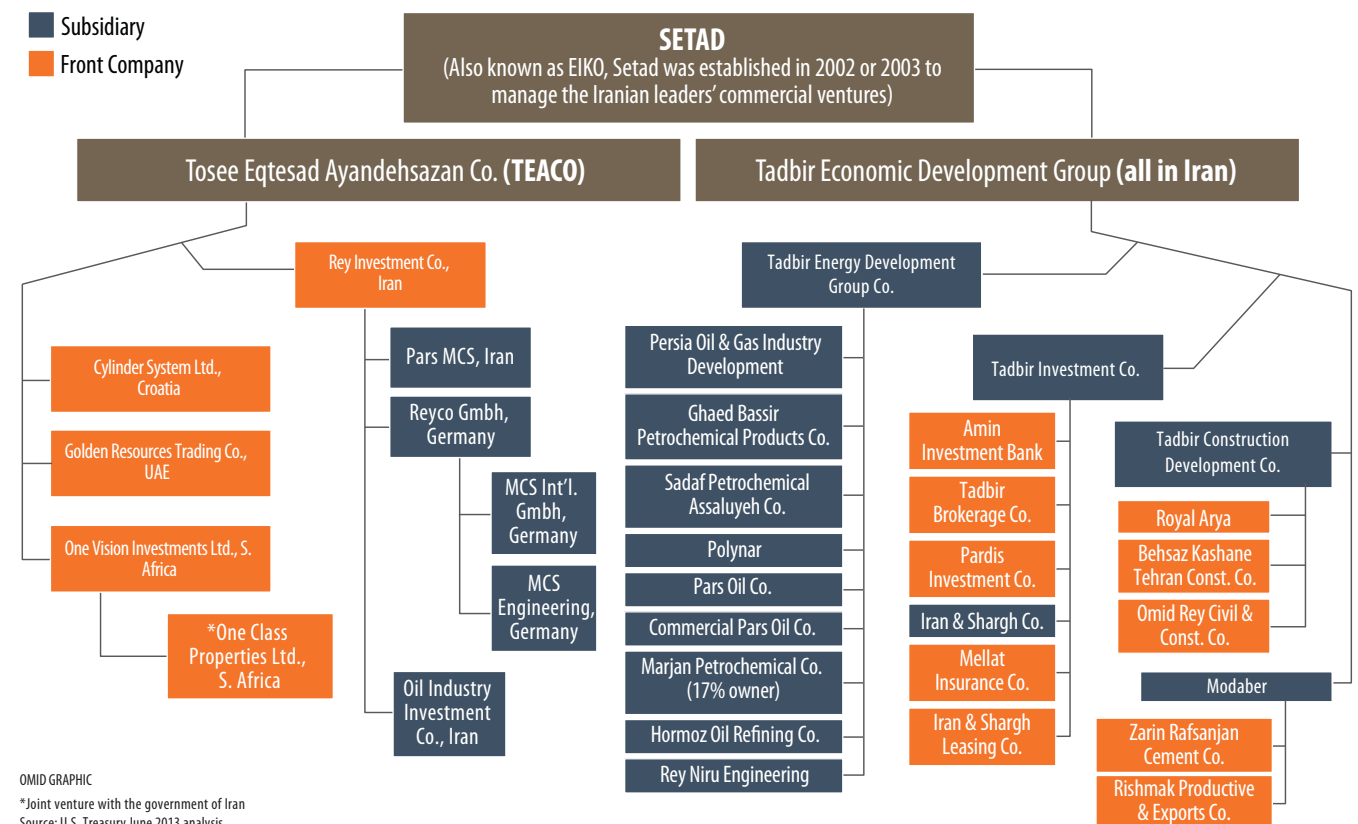 Subsidiary
Front Company
SETAD
(Also known as EIKO, Setad was established in 2002 or 2003 to
manage the Iranian leaders’ commercial ventures)
Tosee Eqtesad Ayandehsazan Co. (TEACO)
Tadbir Economic Development Group (all in Iran)
Rey Investment Co.,
Iran
Cylinder System Ltd.,
Croatia
Golden Resources Trading Co.,
UAE
One Vision Investments Ltd., S.
Africa
*One Class
Properties Ltd.,
S. Africa
Pars MCS, Iran
Reyco Gmbh,
Germany
MCS Int’l.
Gmbh,
Germany
MCS
Engineering,
Germany
Oil Industry
Investment
Co., Iran
Tadbir Energy Development
Group Co.
Persia Oil & Gas Industry
Development
Ghaed Bassir
Petrochemical Products Co.
Sadaf Petrochemical
Assaluyeh Co.
Polynar
Pars Oil Co.
Commercial Pars Oil Co.
Marjan Petrochemical Co.
(17% owner)
Hormoz Oil Refining Co.
Rey Niru Engineering
Tadbir Investment Co.
Amin
Investment Bank
Tadbir
Brokerage Co.
Pardis
Investment Co.
Iran & Shargh Co.
Mellat
Insurance Co.
Iran & Shargh
Leasing Co.
Tadbir Construction
Development Co.
Royal Arya
Behsaz Kashane
Tehran Const. Co.
Omid Rey Civil &
Const. Co.
Modaber
Zarin Rafsanjan
Cement Co.
Rishmak Productive
& Exports Co.
OMID GRAPHIC
*Joint venture with the government of Iran
Source: U.S. Treasury June 2013 analysis